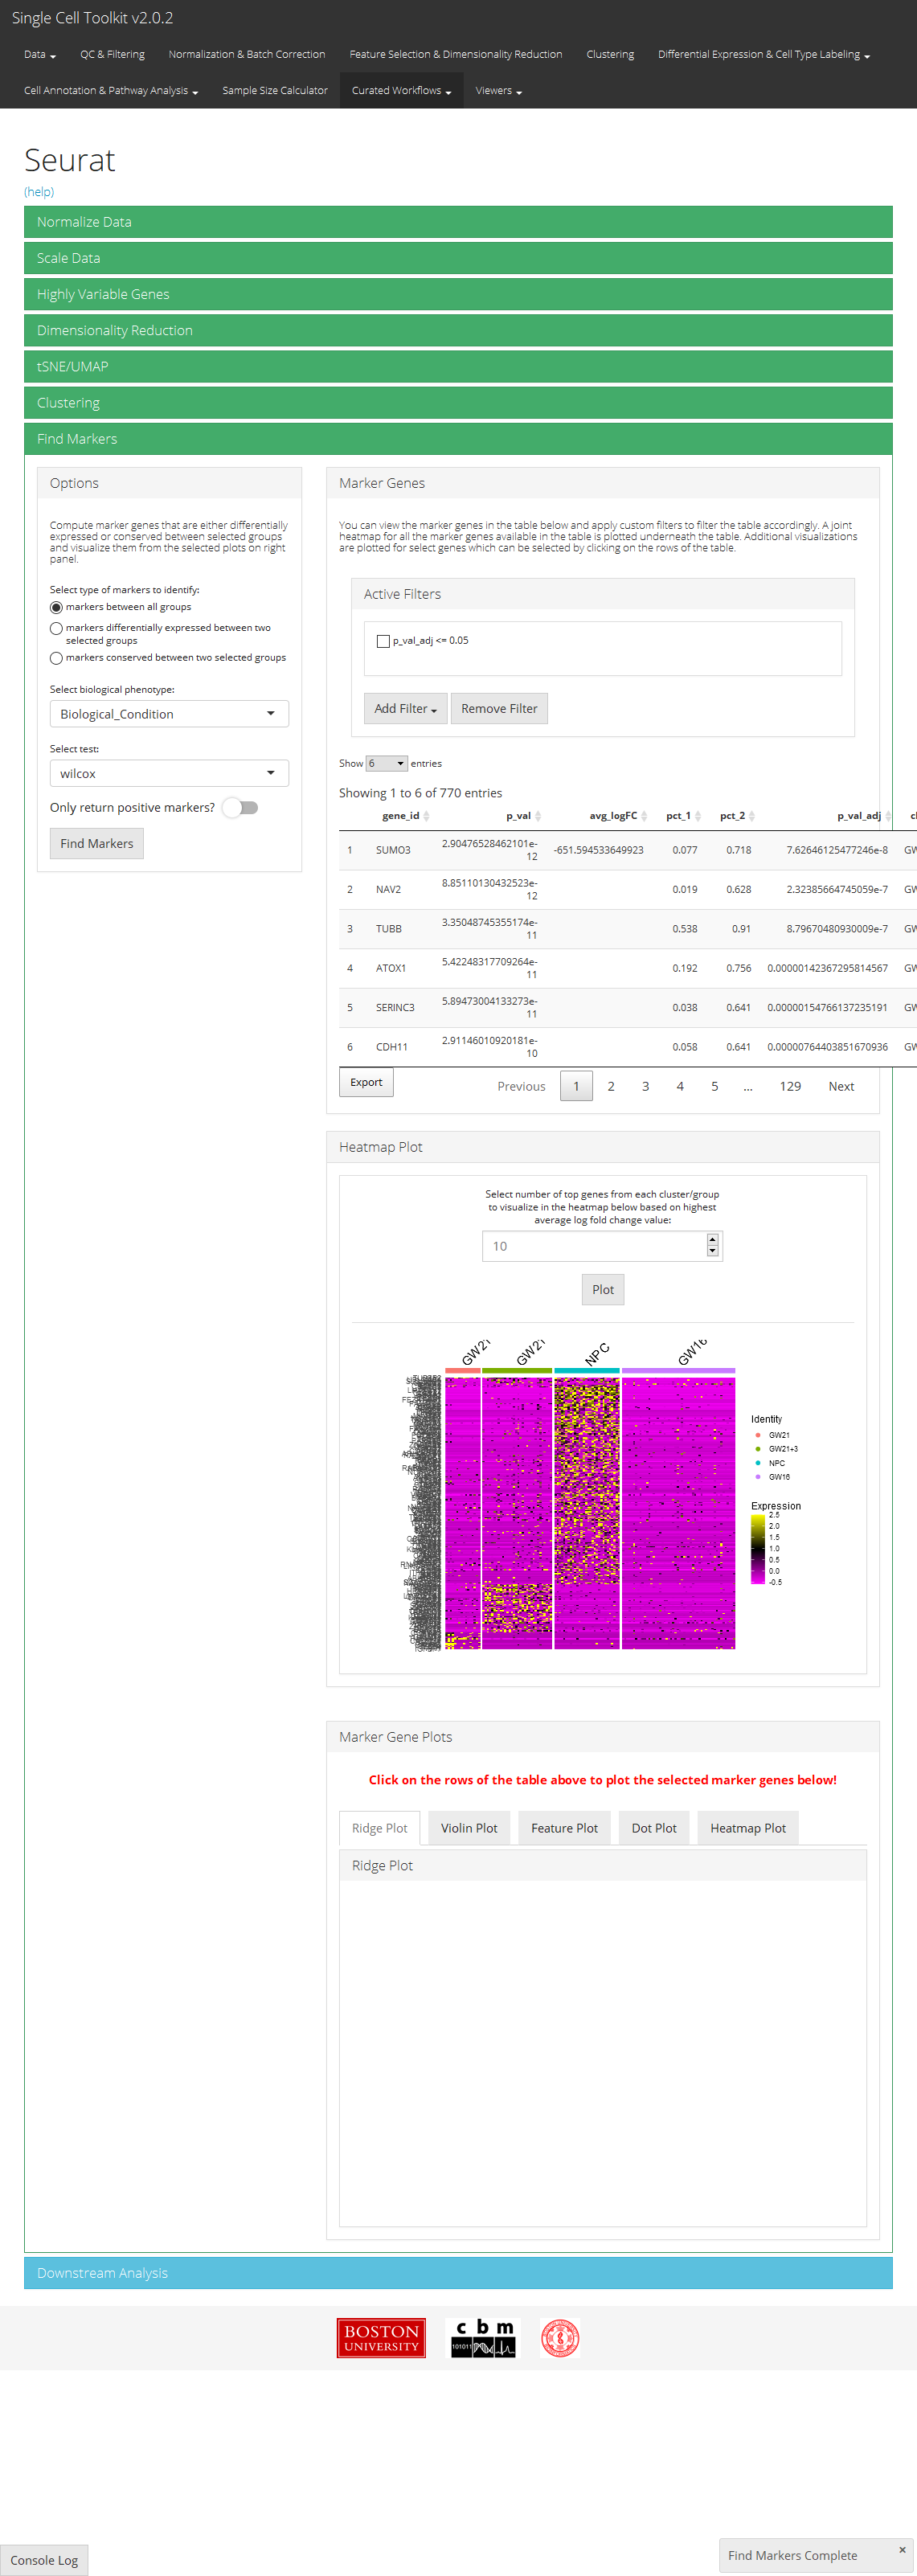 Single Cell Toolkit v2.0.2
Data
QC & Filtering
Normalization & Batch Correction
Feature Selection & Dimensionality Reduction
Clustering
Differential Expression & Cell Type Labeling
Cell Annotation & Pathway Analysis
Sample Size Calculator
Curated Workflows
Viewers
Seurat
(help)
Normalize Data
Scale Data
Highly Variable Genes
Dimensionality Reduction
tSNE/UMAP
Clustering
Find Markers
Options
Compute marker genes that are either differentially
expressed or conserved between selected groups
and visualize them from the selected plots on right
panel.
Select type of markers to identify:
markers between all groups
markers differentially expressed between two
selected groups
markers conserved between two selected groups
Select biological phenotype:
Biological_Condition
Select test:
wilcox
Only return positive markers?
Find Markers
Marker Genes
You can view the marker genes in the table below and apply custom filters to filter the table accordingly. A joint
heatmap for all the marker genes available in the table is plotted underneath the table. Additional visualizations
are plotted for select genes which can be selected by clicking on the rows of the table.
Active Filters
p_val_adj <= 0.05
Add Filter
Remove Filter
Show 6 entries
Showing 1 to 6 of 770 entries
gene_id p_val avg_logFC pct_1 pct_2 p_val_adj cl
1 SUMO3 2.90476528462101e-12 -651.594533649923 0.077 0.718 7.62646125477246e-8 GW
2 NAV2 8.85110130432523e-12 0.019 0.628 2.32385664745059e-7 GW
3 TUBB 3.35048745355174e-11 0.538 0.91 8.79670480930009e-7 GW
4 ATOX1 5.42248317709264e-11 0.192 0.756 0.00000142367295814567 GW
5 SERINC3 5.89473004133273e-11 0.038 0.641 0.00000154766137235191 GW
6 CDH11 2.91146010920181e-10 0.058 0.641 0.00000764403851670936 GW
Export
Previous 1 2 3 4 5 … 129 Next
Heatmap Plot
Select number of top genes from each cluster/group
to visualize in the heatmap below based on highest
average log fold change value:
10
Plot
GW21
GW21
NPC
GW16
Identity
GW21
GW21+3
NPC
GW16
Expression
2.5
2.0
1.5
1.0
0.5
0.0
-0.5
Marker Gene Plots
Click on the rows of the table above to plot the selected marker genes below!
Ridge Plot
Violin Plot
Feature Plot
Dot Plot
Heatmap Plot
Ridge Plot
Downstream Analysis
BOSTON
UNIVERSITY
cbm
101011
Console Log
Find Markers Complete
×